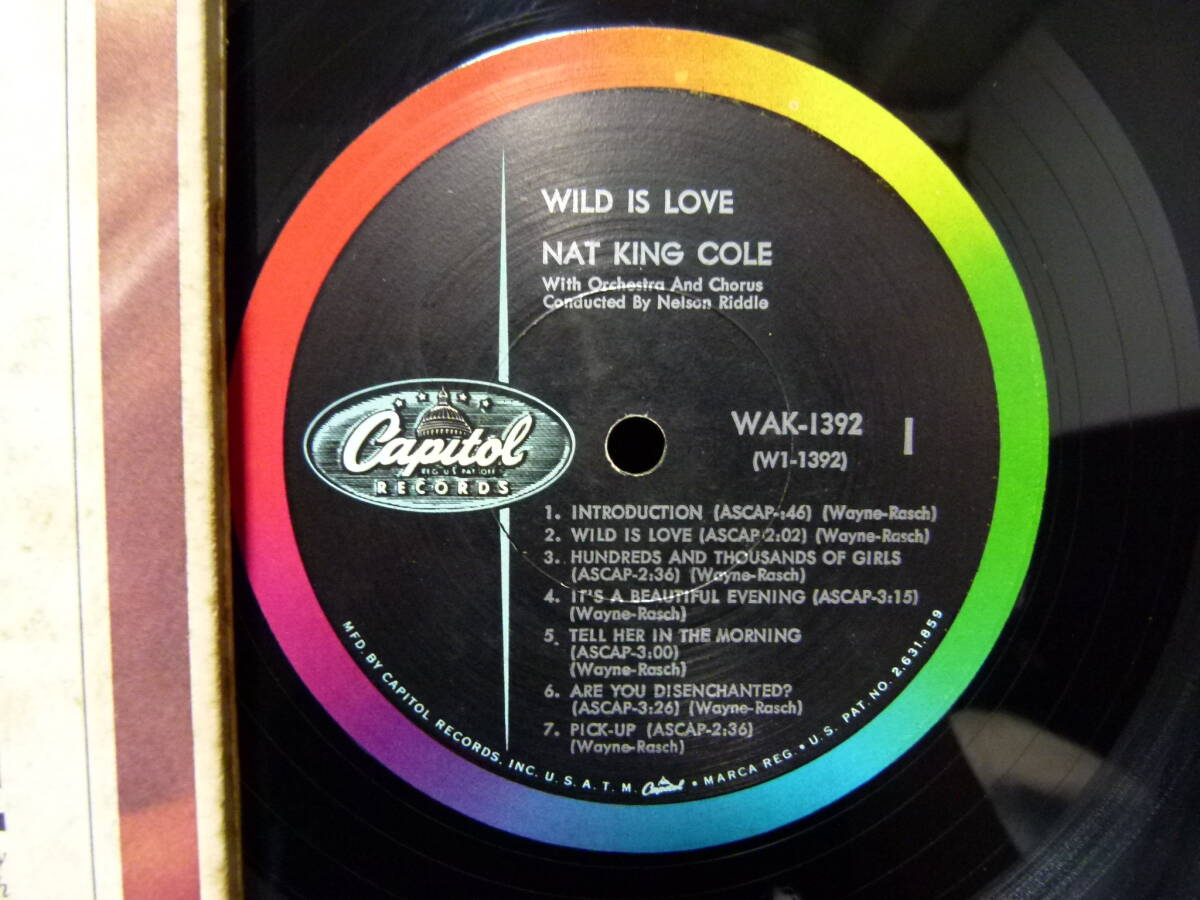 WILD IS LOVE
NAT KING COLE
With Orchestra And Chorus
Conducted By Nelson Riddle
Capitol
REG. U.S. PAT. OFF.
RECORDS
WAK-1392
(W1-1392)
1
1. INTRODUCTION (ASCAP-:46) (Wayne-Rasch)
2. WILD IS LOVE (ASCAP-2:02) (Wayne-Rasch)
3. HUNDREDS AND THOUSANDS OF GIRLS
(ASCAP-2:36) (Wayne-Rasch)
4. IT'S A BEAUTIFUL EVENING (ASCAP-3:15)
(Wayne-Rasch)
5. TELL HER IN THE MORNING
(ASCAP-3:00)
(Wayne-Rasch)
6. ARE YOU DISENCHANTED?
(ASCAP-3:26) (Wayne-Rasch)
7. PICK-UP (ASCAP-2:36)
(Wayne-Rasch)
MFD. BY CAPITOL RECORDS, INC. U.S.A. T.M. Capitol • MARCA REG. • U.S. PAT. NO. 2,631,859